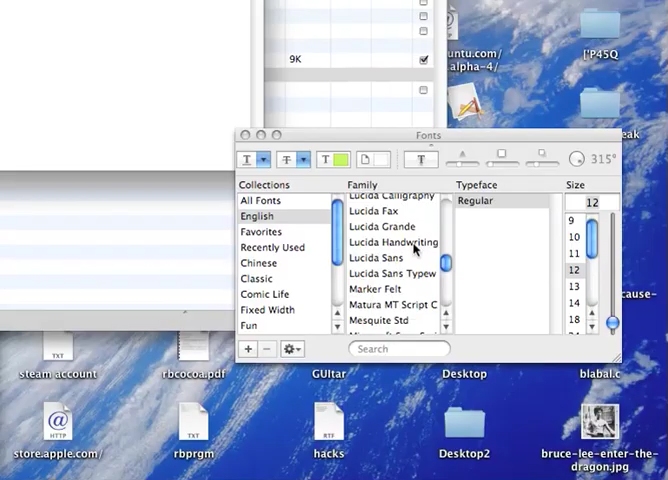 untu.com/
alpha-4/
['P45Q
9K
eak
Fonts
T
T
T
T
315°
Collections
Family
Typeface
Size
All Fonts
English
Favorites
Recently Used
Chinese
Classic
Comic Life
Fixed Width
Fun
Lucida Calligraphy
Lucida Fax
Lucida Grande
Lucida Handwriting
Lucida Sans
Lucida Sans Typew
Marker Felt
Matura MT Script C
Mesquite Std
Regular
12
9
10
11
12
13
14
18
Search
cause-
TXT
steam account
rbcocoa.pdf
GUItar
Desktop
blabal.c
@
HTTP
store.apple.com/
TXT
rbprgm
RTF
hacks
Desktop2
bruce-lee-enter-the-
dragon.jpg